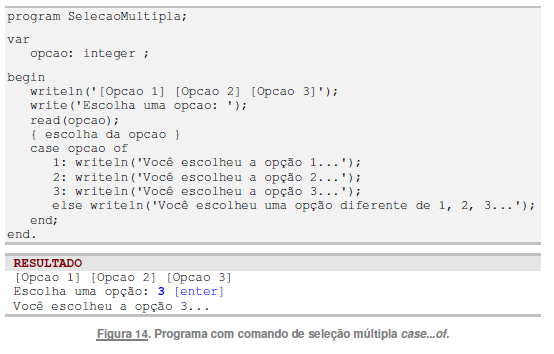 program SelecaoMultipla;
var
opcao: integer ;
begin
writeln('[Opcao 1] [Opcao 2] [Opcao 3]');
write('Escolha uma opcao: ');
read(opcao);
{ escolha da opcao }
case opcao of
1: writeln('Você escolheu a opção 1...');
2: writeln('Você escolheu a opção 2...');
3: writeln('Você escolheu a opção 3...');
else writeln('Você escolheu uma opção diferente de 1, 2, 3...');
end;
end.
RESULTADO
[Opcao 1] [Opcao 2] [Opcao 3]
Escolha uma opção: 3 [enter]
Você escolheu a opção 3...
Figura 14. Programa com comando de seleção múltipla case...of.